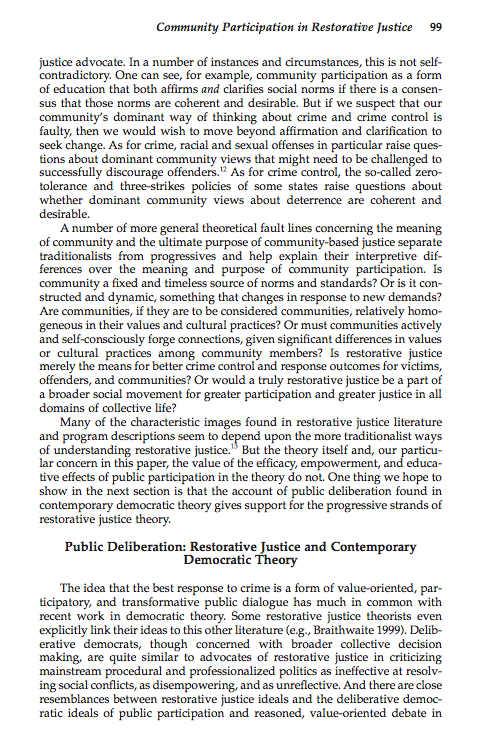 Community Participation in Restorative Justice 99
justice advocate. In a number of instances and circumstances, this is not self-
contradictory. One can see, for example, community participation as a form
of education that both affirms and clarifies social norms if there is a consen-
sus that those norms are coherent and desirable. But if we suspect that our
community's dominant way of thinking about crime and crime control is
faulty, then we would wish to move beyond affirmation and clarification to
seek change. As for crime, racial and sexual offenses in particular raise ques-
tions about dominant community views that might need to be challenged to
successfully discourage offenders.12 As for crime control, the so-called zero-
tolerance and three-strikes policies of some states raise questions about
whether dominant community views about deterrence are coherent and
desirable.
A number of more general theoretical fault lines concerning the meaning
of community and the ultimate purpose of community-based justice separate
traditionalists from progressives and help explain their interpretive dif-
ferences over the meaning and purpose of community participation. Is
community a fixed and timeless source of norms and standards? Or is it con-
structed and dynamic, something that changes in response to new demands?
Are communities, if they are to be considered communities, relatively homo-
geneous in their values and cultural practices? Or must communities actively
and self-consciously forge connections, given significant differences in values
or cultural practices among community members? Is restorative justice
merely the means for better crime control and response outcomes for victims,
offenders, and communities? Or would a truly restorative justice be a part of
a broader social movement for greater participation and greater justice in all
domains of collective life?
Many of the characteristic images found in restorative justice literature
and program descriptions seem to depend upon the more traditionalist ways
of understanding restorative justice.13 But the theory itself and, our particu-
lar concern in this paper, the value of the efficacy, empowerment, and educa-
tive effects of public participation in the theory do not. One thing we hope to
show in the next section is that the account of public deliberation found in
contemporary democratic theory gives support for the progressive strands of
restorative justice theory.
Public Deliberation: Restorative Justice and Contemporary
Democratic Theory
The idea that the best response to crime is a form of value-oriented, par-
ticipatory, and transformative public dialogue has much in common with
recent work in democratic theory. Some restorative justice theorists even
explicitly link their ideas to this other literature (e.g., Braithwaite 1999). Delib-
erative democrats, though concerned with broader collective decision
making, are quite similar to advocates of restorative justice in criticizing
mainstream procedural and professionalized politics as ineffective at resolv-
ing social conflicts, as disempowering, and as unreflective. And there are close
resemblances between restorative justice ideals and the deliberative democ-
ratic ideals of public participation and reasoned, value-oriented debate in